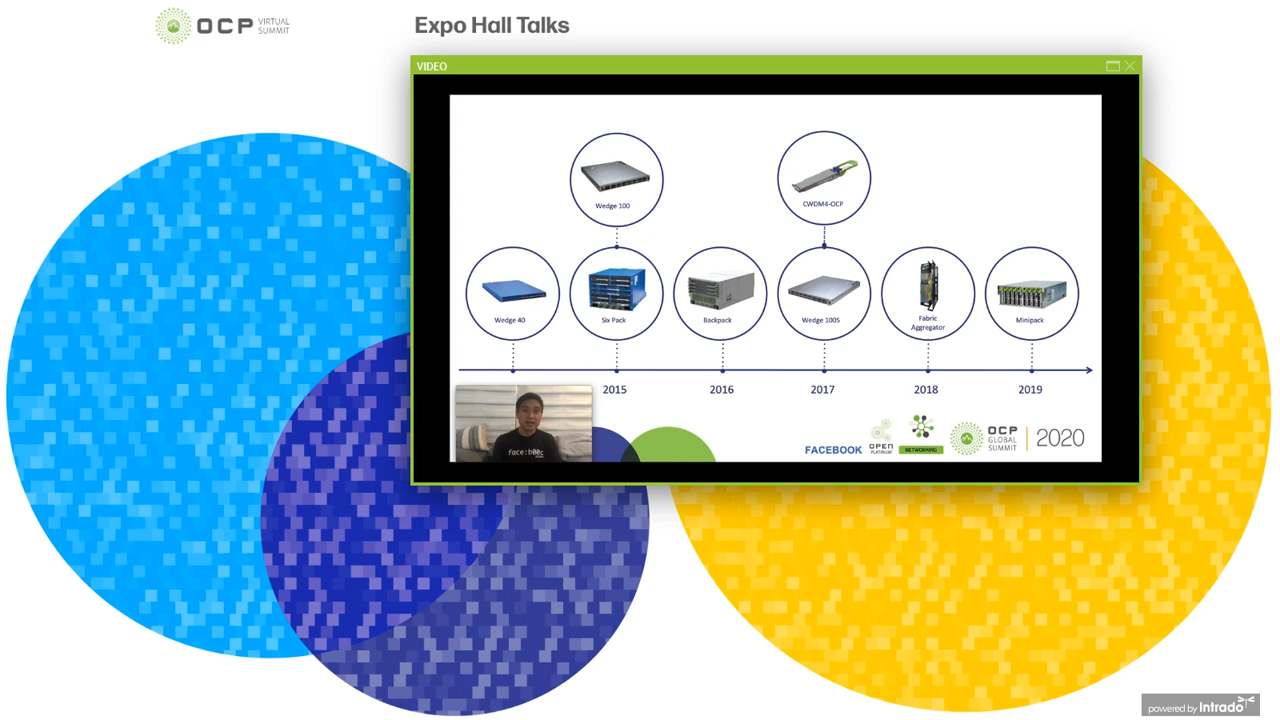 OCP
VIRTUAL
SUMMIT
Expo Hall Talks
VIDEO
Wedge 100
CWDM4-OCP
Wedge 40
Six Pack
Backpack
Wedge 100S
Fabric
Aggregator
Minipack
2015
2016
2017
2018
2019
FACEBOOK
OPEN
PLATINUM
NETWORKING
OCP
GLOBAL
SUMMIT
2020
powered by Intrado